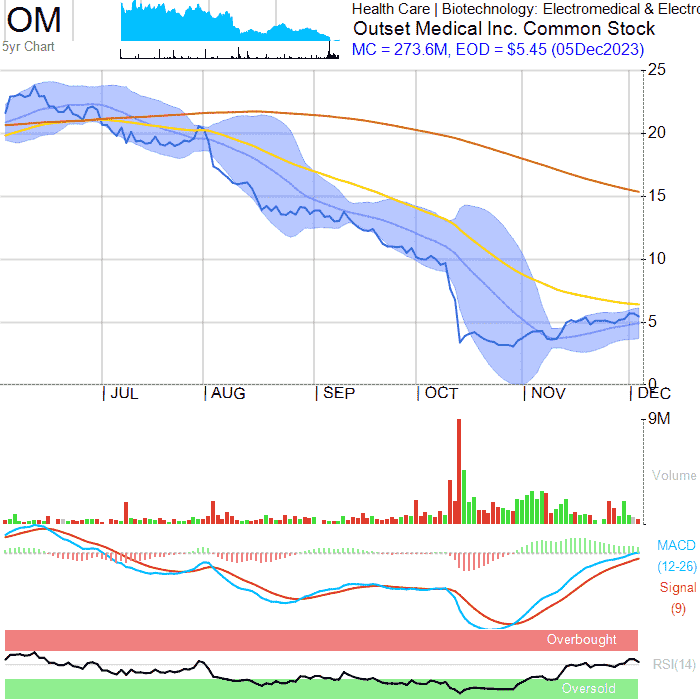 OM
5yr Chart
Health Care | Biotechnology: Electromedical & Electro
Outset Medical Inc. Common Stock
MC = 273.6M, EOD = $5.45 (05Dec2023)
25
20
15
10
5
0
JUL
AUG
SEP
OCT
NOV
DEC
9M
Volume
MACD
(12-26)
Signal
(9)
Overbought
RSI(14)
Oversold